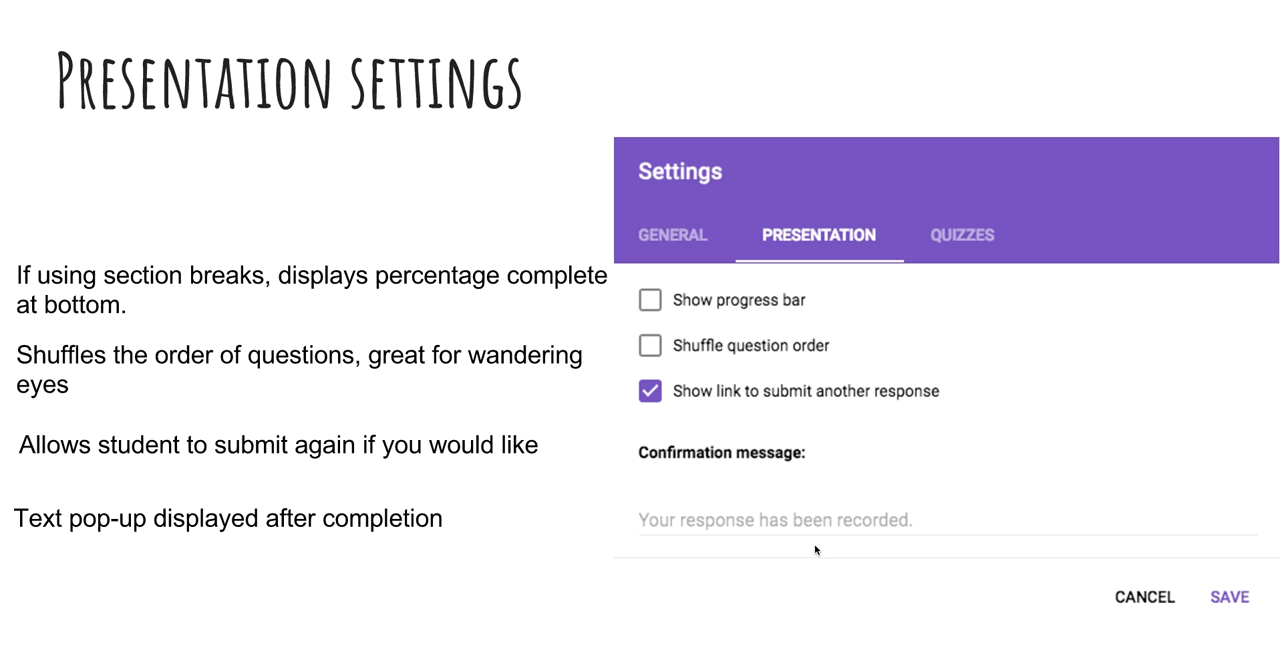 Presentation settings
If using section breaks, displays percentage complete
at bottom.
Shuffles the order of questions, great for wandering
eyes
Allows student to submit again if you would like
Text pop-up displayed after completion
Settings
GENERAL PRESENTATION QUIZZES
Show progress bar
Shuffle question order
Show link to submit another response
Confirmation message:
Your response has been recorded.
CANCEL SAVE